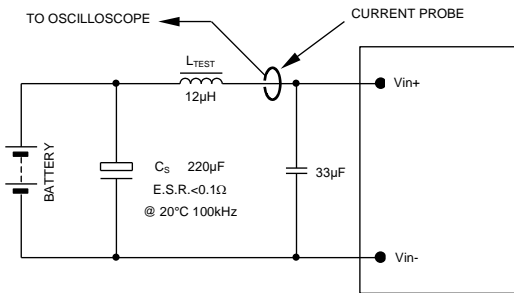 TO OSCILLOSCOPE
CURRENT PROBE
LTEST
12µH
Vin+
BATTERY
CS 220µF
E.S.R.<0.1Ω
@ 20°C 100kHz
33µF
Vin-